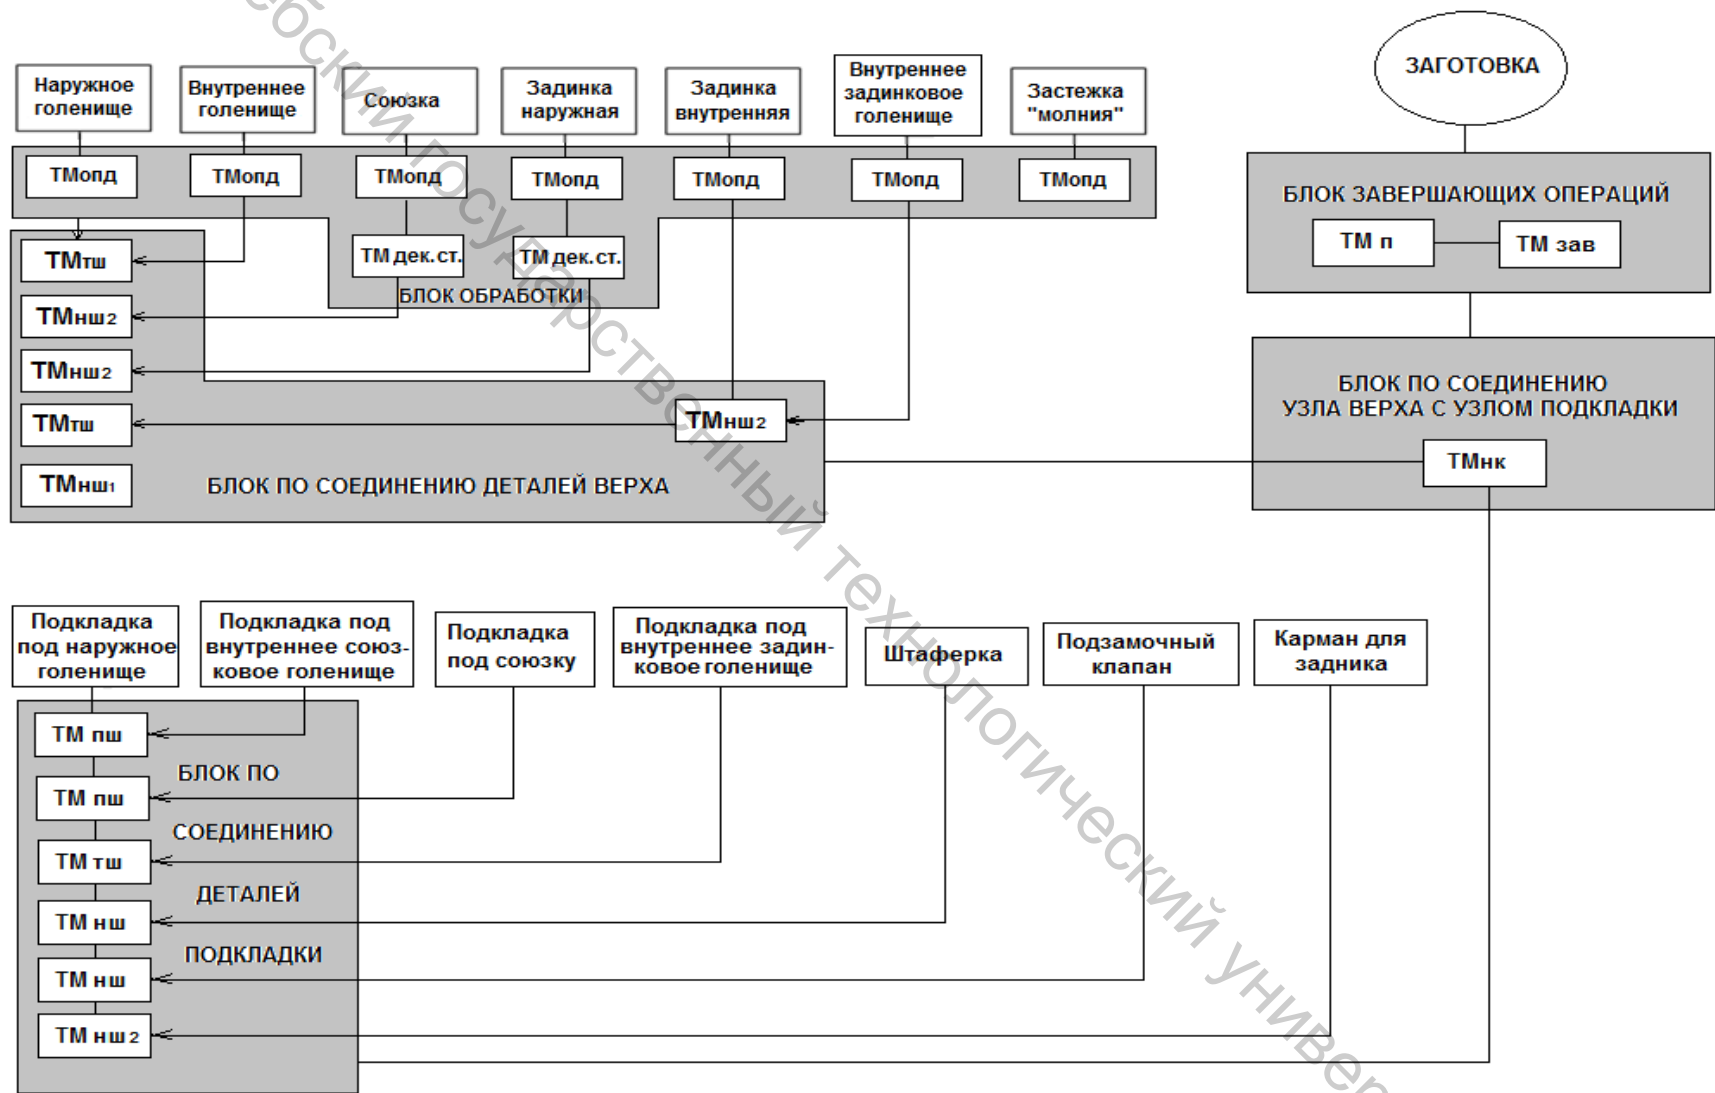 Наружное
голенище
Внутреннее
голенище
Союзка
Задинка
наружная
Задинка
внутренняя
Внутреннее
задинковое
голенище
Застежка
"молния"
ЗАГОТОВКА
ТМопд
ТМопд
ТМопд
ТМопд
ТМопд
ТМопд
ТМопд
ТМ дек.ст.
ТМ дек.ст.
БЛОК ОБРАБОТКИ
ТМтш
ТМнш2
ТМнш2
ТМтш
ТМнш2
ТМнш1
БЛОК ПО СОЕДИНЕНИЮ ДЕТАЛЕЙ ВЕРХА
БЛОК ЗАВЕРШАЮЩИХ ОПЕРАЦИЙ
ТМ п
ТМ зав
БЛОК ПО СОЕДИНЕНИЮ
УЗЛА ВЕРХА С УЗЛОМ ПОДКЛАДКИ
ТМнк
Подкладка
под наружное
голенище
Подкладка под
внутреннее союз-
ковое голенище
Подкладка
под союзку
Подкладка под
внутреннее задин-
ковое голенище
Штаферка
Подзамочный
клапан
Карман для
задника
ТМ пш
БЛОК ПО
ТМ пш
СОЕДИНЕНИЮ
ТМ тш
ДЕТАЛЕЙ
ТМ нш
ПОДКЛАДКИ
ТМ нш
ТМ нш2
государственный технологический